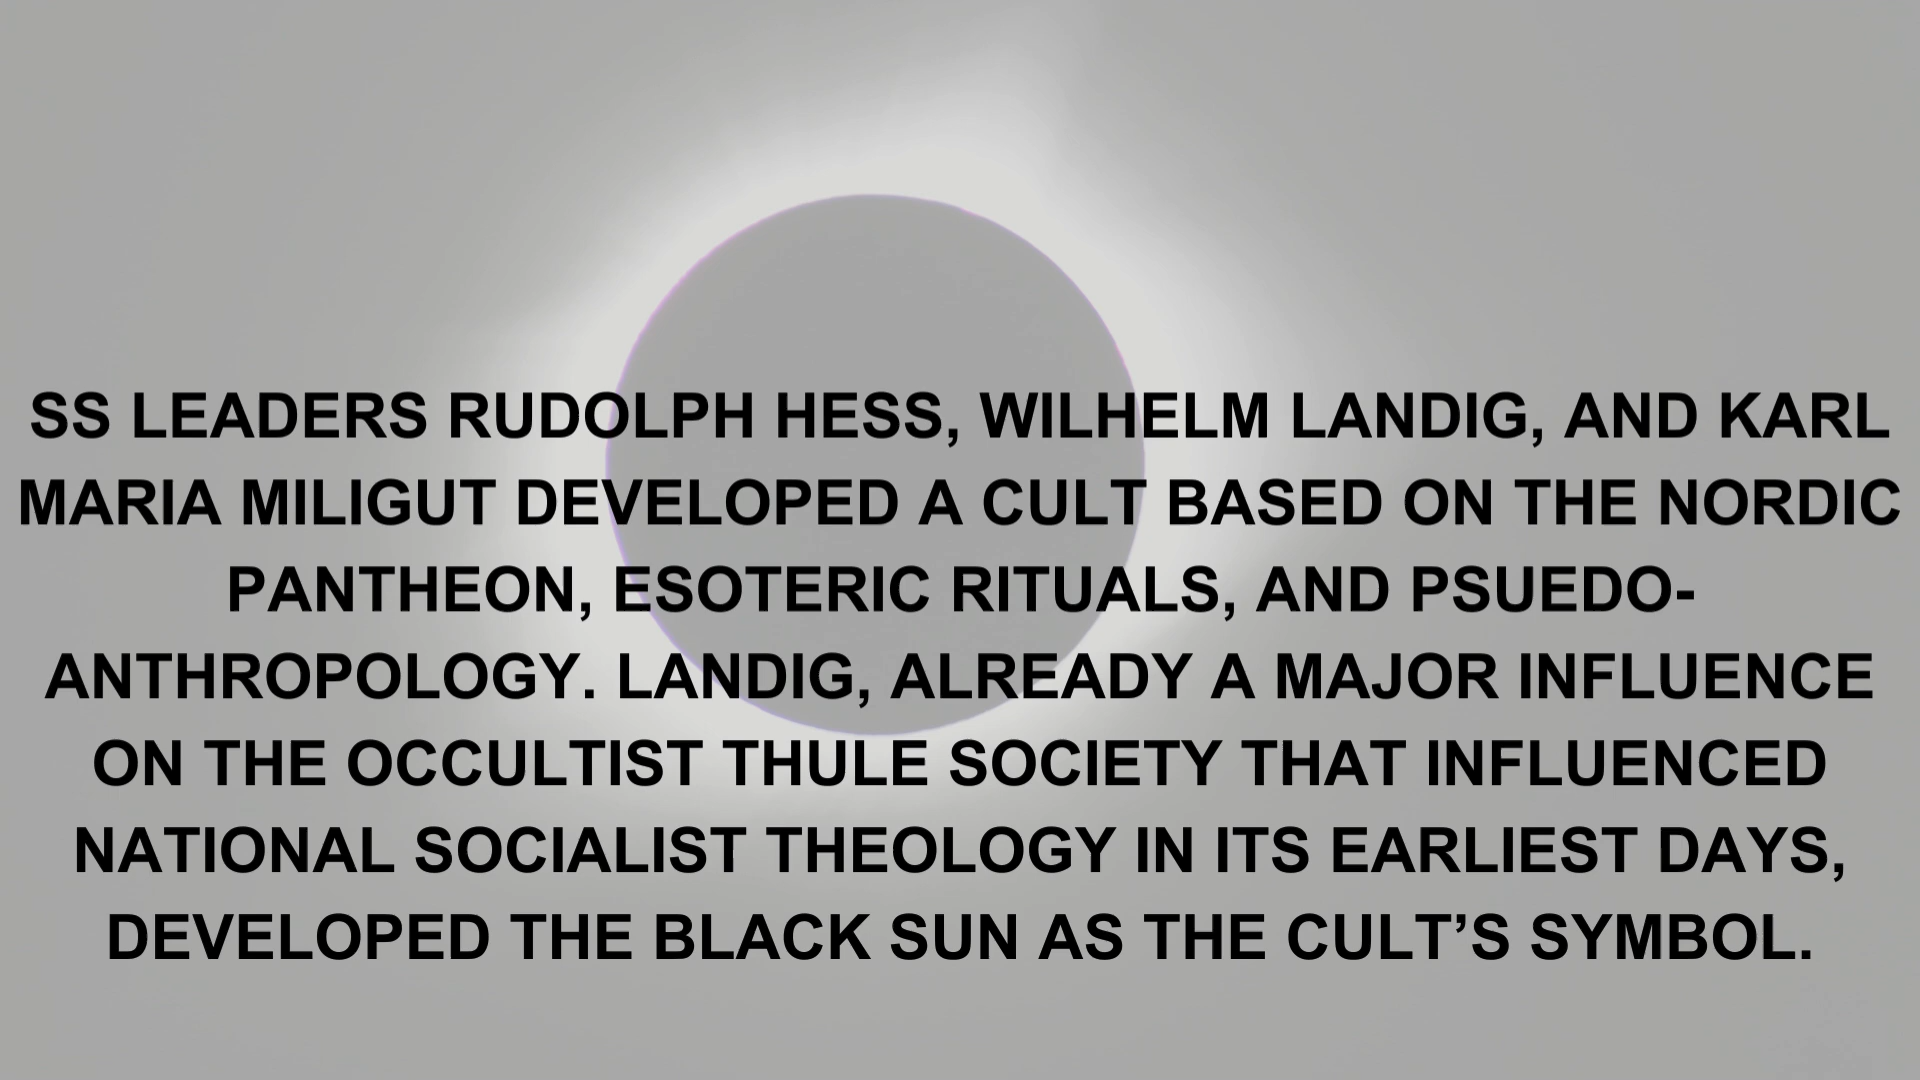 SS LEADERS RUDOLPH HESS, WILHELM LANDIG, AND KARL
MARIA MILIGUT DEVELOPED A CULT BASED ON THE NORDIC
PANTHEON, ESOTERIC RITUALS, AND PSUEDO-
ANTHROPOLOGY. LANDIG, ALREADY A MAJOR INFLUENCE
ON THE OCCULTIST THULE SOCIETY THAT INFLUENCED
NATIONAL SOCIALIST THEOLOGY IN ITS EARLIEST DAYS,
DEVELOPED THE BLACK SUN AS THE CULT’S SYMBOL.